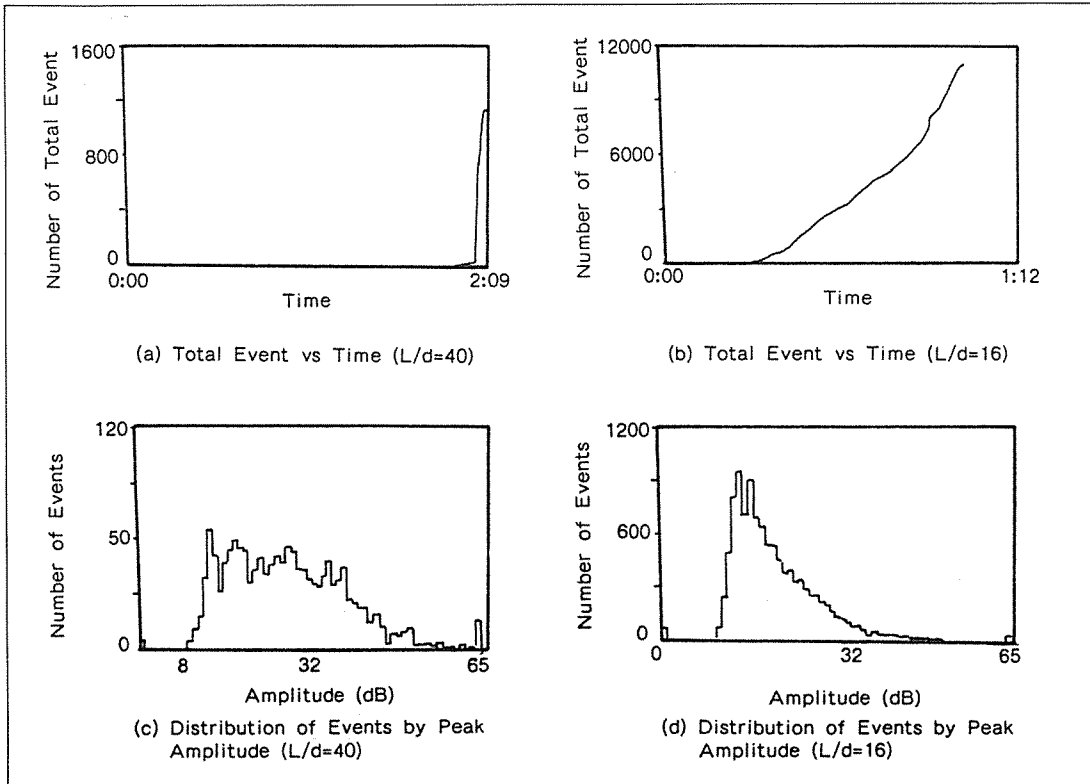 1600
800
0
Number of Total Event
0:00
2:09
Time
(a) Total Event vs Time (L/d=40)
12000
6000
0
Number of Total Event
0:00
1:12
Time
(b) Total Event vs Time (L/d=16)
120
50
0
Number of Events
8
32
65
Amplitude (dB)
(c) Distribution of Events by Peak
Amplitude (L/d=40)
1200
600
0
Number of Events
0
32
65
Amplitude (dB)
(d) Distribution of Events by Peak
Amplitude (L/d=16)